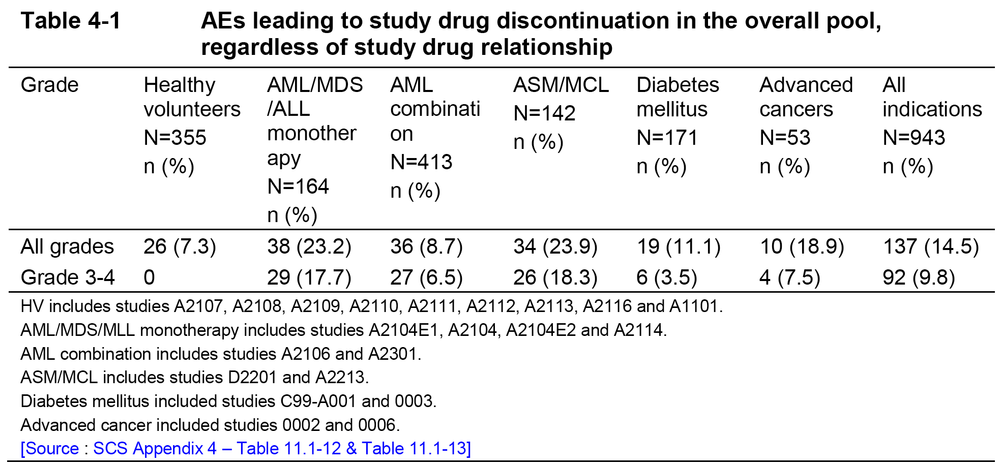 Table 4-1 AEs leading to study drug discontinuation in the overall pool,
regardless of study drug relationship
Grade
Healthy
volunteers
N=355
n (%)
AML/MDS
/ALL
monother
apy
N=164
n (%)
AML
combinati
on
N=413
n (%)
ASM/MCL
N=142
n (%)
Diabetes
mellitus
N=171
n (%)
Advanced
cancers
N=53
n (%)
All
indications
N=943
n (%)
All grades 26 (7.3) 38 (23.2) 36 (8.7) 34 (23.9) 19 (11.1) 10 (18.9) 137 (14.5)
Grade 3-4 0 29 (17.7) 27 (6.5) 26 (18.3) 6 (3.5) 4 (7.5) 92 (9.8)
HV includes studies A2107, A2108, A2109, A2110, A2111, A2112, A2113, A2116 and A1101.
AML/MDS/MLL monotherapy includes studies A2104E1, A2104, A2104E2 and A2114.
AML combination includes studies A2106 and A2301.
ASM/MCL includes studies D2201 and A2213.
Diabetes mellitus included studies C99-A001 and 0003.
Advanced cancer included studies 0002 and 0006.
[Source : SCS Appendix 4 – Table 11.1-12 & Table 11.1-13]